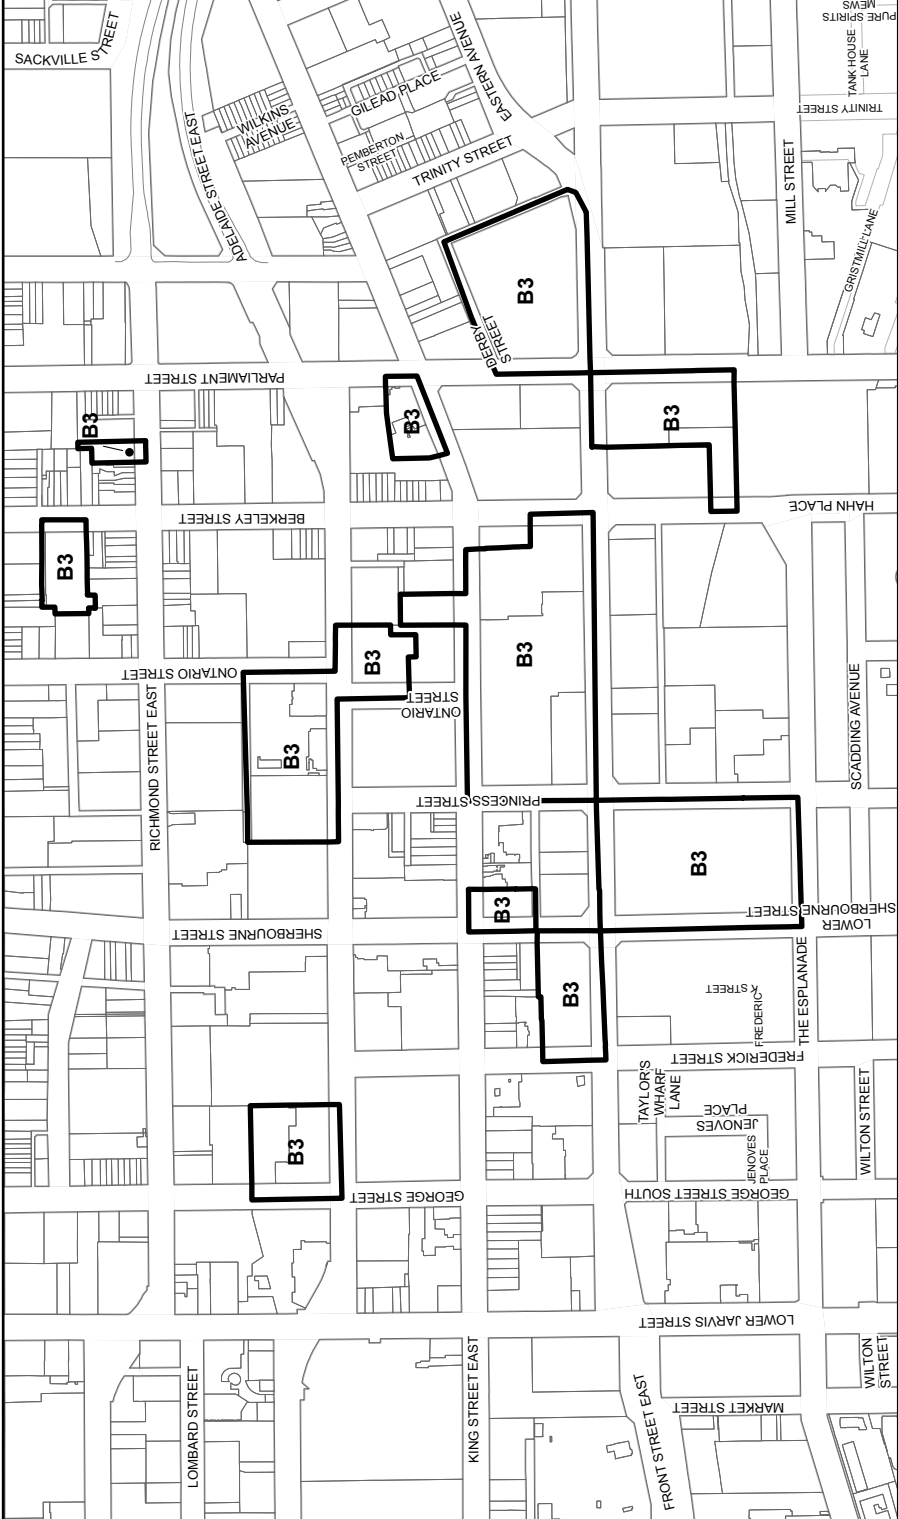 SACKVILLE STREET
ADELAIDE STREET EAST
WILKINS
AVENUE
GILEAD PLACE
PEMBERTON
STREET
EASTERN AVENUE
TRINITY STREET
PURE SPIRITS
MEWS
TANK HOUSE
LANE
TRINITY STREET
MILL STREET
GRISTMILL LANE
B3
DERBY
STREET
PARLIAMENT STREET
B3
B3
B3
BERKELEY STREET
HAHN PLACE
B3
B3
B3
ONTARIO STREET
ONTARIO
STREET
B3
RICHMOND STREET EAST
SCADDING AVENUE
PRINCESS STREET
B3
B3
SHERBOURNE STREET
LOWER
SHERBOURNE STREET
B3
FREDERIC
K STREET
THE ESPLANADE
FREDERICK STREET
TAYLOR'S
WHARF
LANE
JENOVES
PLACE
JENOVES
PLACE
WILTON STREET
B3
GEORGE STREET
GEORGE STREET SOUTH
LOWER JARVIS STREET
LOMBARD STREET
KING STREET EAST
FRONT STREET EAST
MARKET STREET
WILTON
STREET